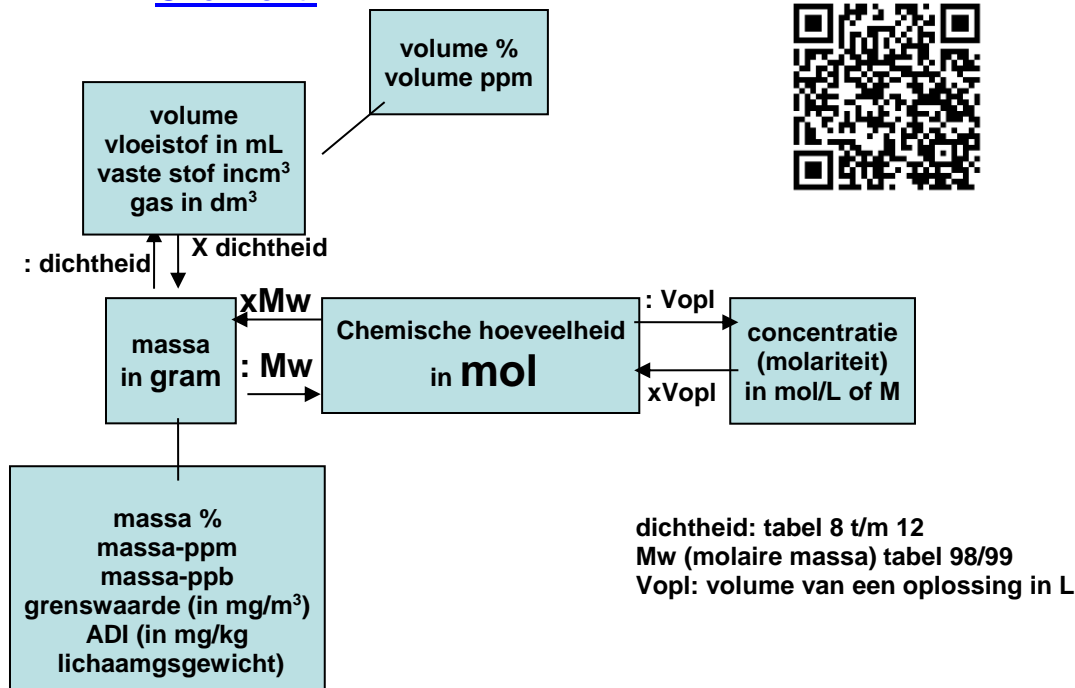 volume %
volume ppm
volume
vloeistof in mL
vaste stof incm³
gas in dm³
: dichtheid
X dichtheid
massa
in gram
xMw
: Mw
Chemische hoeveelheid
in mol
: Vopl
xVopl
concentratie
(molariteit)
in mol/L of M
massa %
massa-ppm
massa-ppb
grenswaarde (in mg/m³)
ADI (in mg/kg
lichaamgsgewicht)
dichtheid: tabel 8 t/m 12
Mw (molaire massa) tabel 98/99
Vopl: volume van een oplossing in L